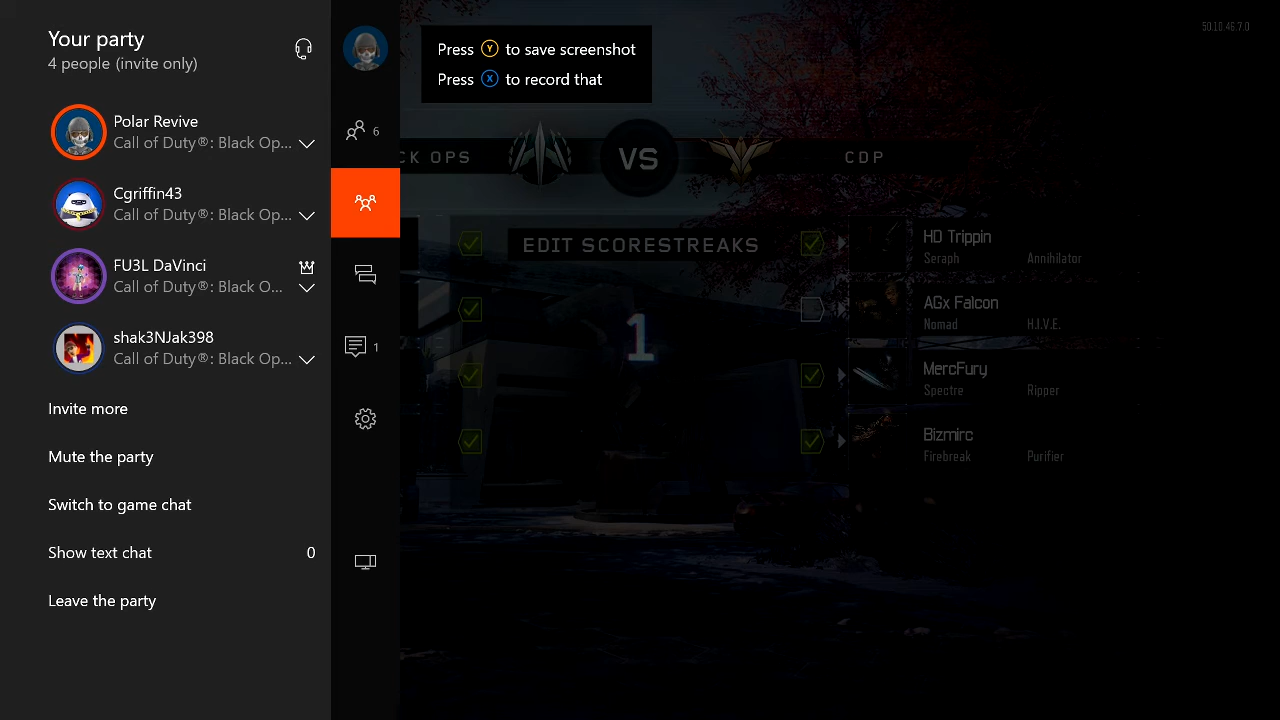 Your party
4 people (invite only)
Polar Revive
Call of Duty®: Black Op...
Cgriffin43
Call of Duty®: Black Op...
FU3L DaVinci
Call of Duty®: Black O...
shak3NJak398
Call of Duty®: Black Op...
Invite more
Mute the party
Switch to game chat
Show text chat 0
Leave the party
6
1
Press Y to save screenshot
Press X to record that
50.10.46.7.0
CK OPS VS CDP
EDIT SCORESTREAKS
1
HD Trippin
Seraph Annihilator
AGx Falcon
Nomad H.I.V.E.
MercFury
Spectre Ripper
Bizmirc
Firebreak Purifier